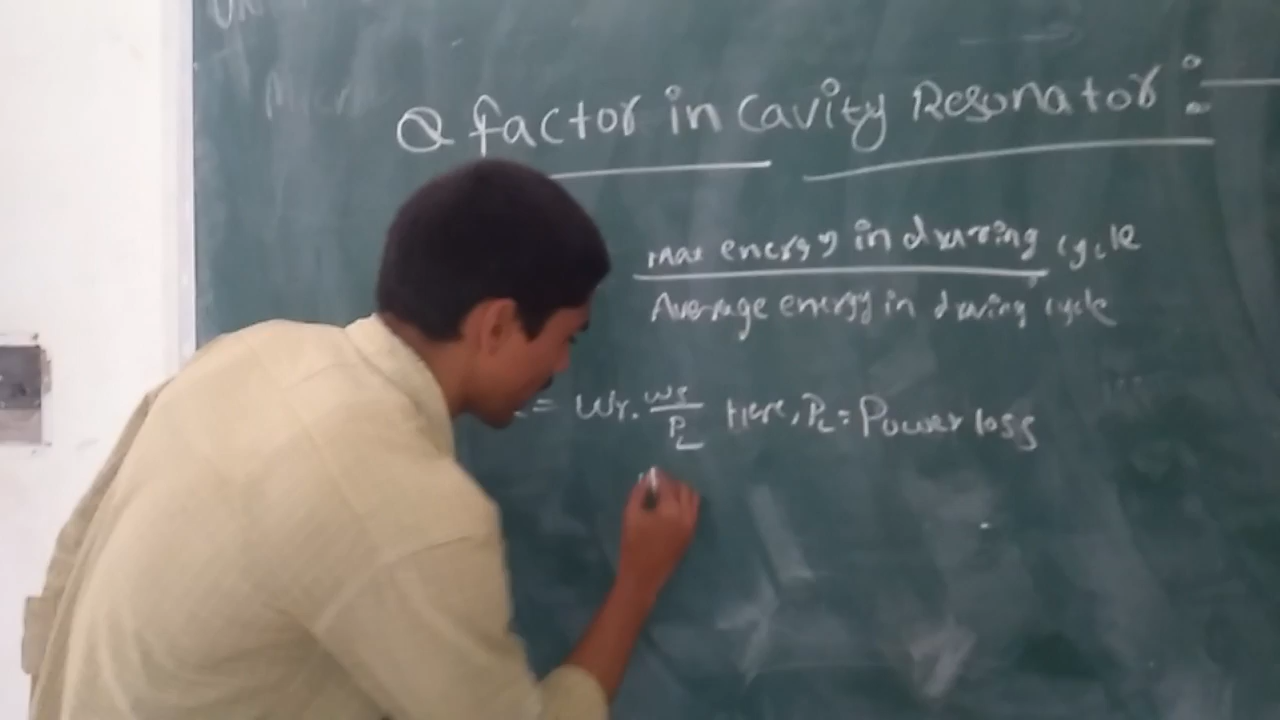 Q factor in Cavity Resonator :
Max energy in during cycle
Average energy in during cycle
= Wr. Ws / PL Here, PL = Power loss